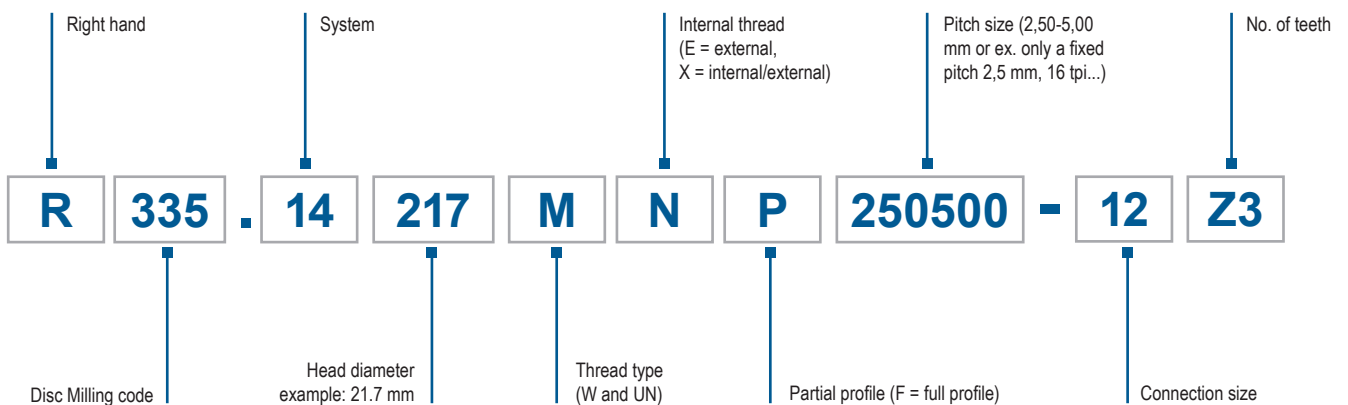 Right hand
System
Internal thread
(E = external,
X = internal/external)
Pitch size (2,50-5,00
mm or ex. only a fixed
pitch 2,5 mm, 16 tpi...)
No. of teeth
R 335 . 14 217 M N P 250500 - 12 Z3
Disc Milling code
Head diameter
example: 21.7 mm
Thread type
(W and UN)
Partial profile (F = full profile)
Connection size